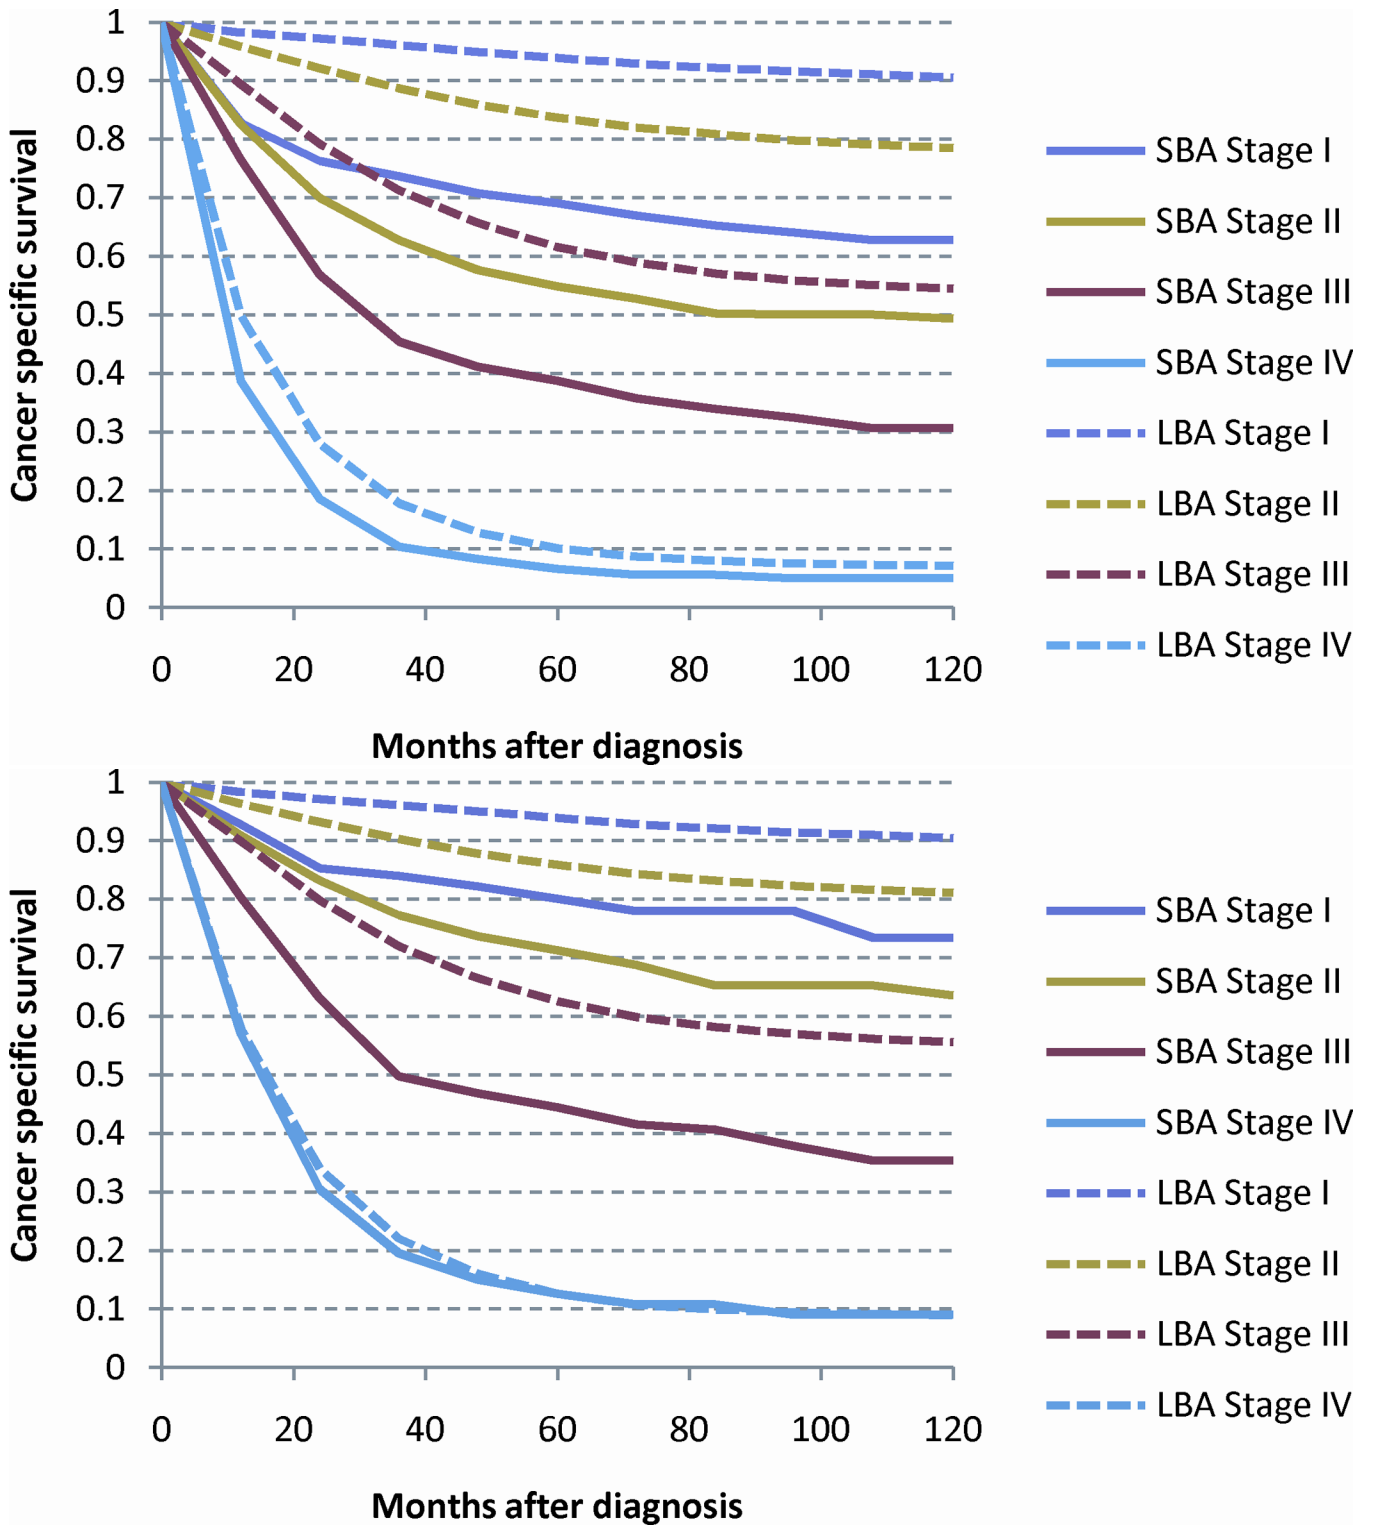 Cancer specific survival
1
0.9
0.8
0.7
0.6
0.5
0.4
0.3
0.2
0.1
0
0 20 40 60 80 100 120
Months after diagnosis
SBA Stage I
SBA Stage II
SBA Stage III
SBA Stage IV
LBA Stage I
LBA Stage II
LBA Stage III
LBA Stage IV
Cancer specific survival
1
0.9
0.8
0.7
0.6
0.5
0.4
0.3
0.2
0.1
0
0 20 40 60 80 100 120
Months after diagnosis
SBA Stage I
SBA Stage II
SBA Stage III
SBA Stage IV
LBA Stage I
LBA Stage II
LBA Stage III
LBA Stage IV